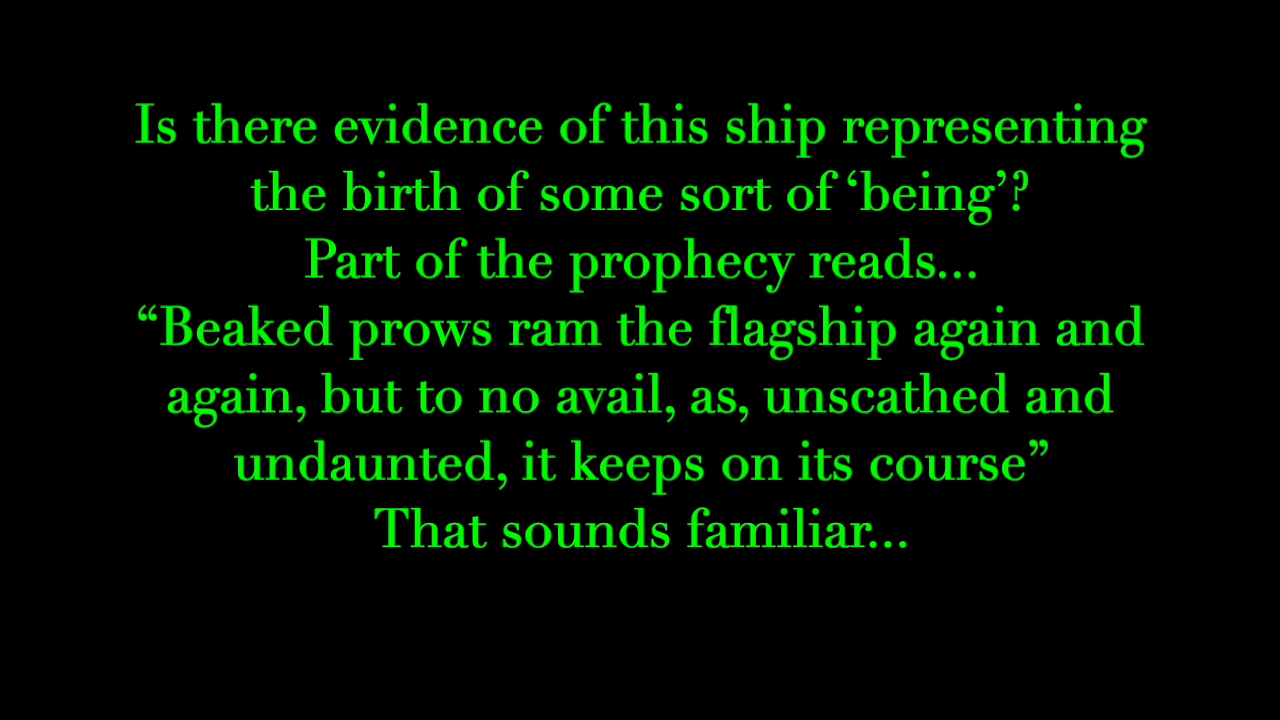 Is there evidence of this ship representing
the birth of some sort of ‘being’?
Part of the prophecy reads...
“Beaked prows ram the flagship again and
again, but to no avail, as, unscathed and
undaunted, it keeps on its course”
That sounds familiar...